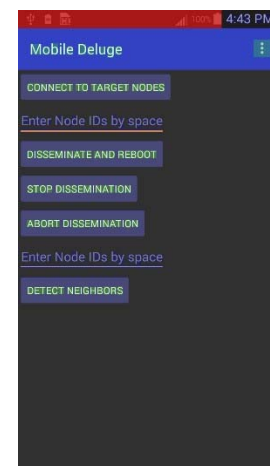 100% 4:43 PM
Mobile Deluge
CONNECT TO TARGET NODES
Enter Node IDs by space
DISSEMINATE AND REBOOT
STOP DISSEMINATION
ABORT DISSEMINATION
Enter Node IDs by space
DETECT NEIGHBORS